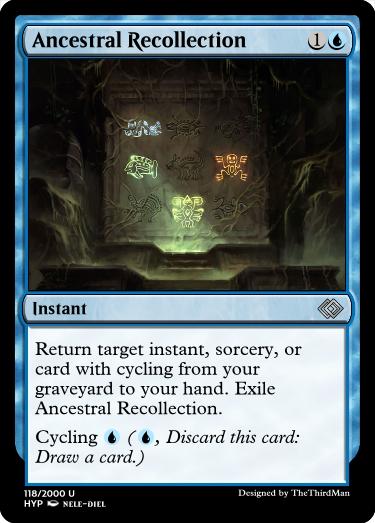 Ancestral Recollection 1
Instant
Return target instant, sorcery, or
card with cycling from your
graveyard to your hand. Exile
Ancestral Recollection.
Cycling (, Discard this card:
Draw a card.)
118/2000 U
HYP NELE-DIEL
Designed by TheThirdMan